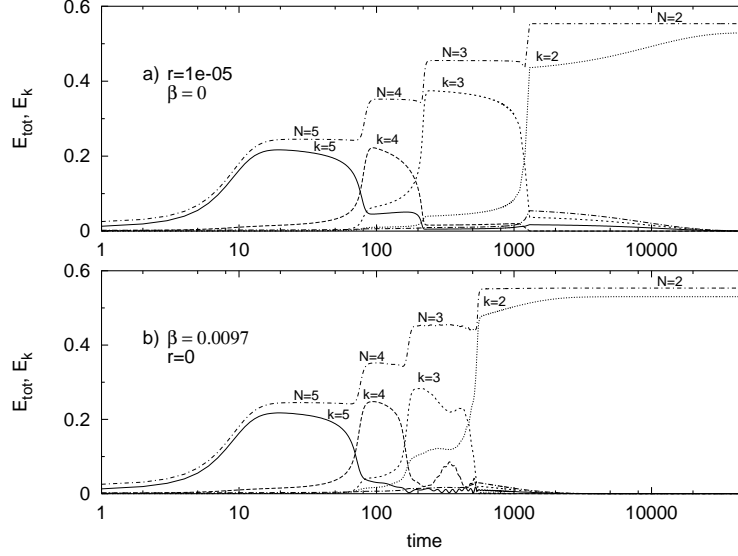 0.6
N=2
N=3
k=2
a) r=1e-05
β = 0
k=3
0.4
N=4
E_tot, E_k
N=5
k=5
k=4
0.2
0
1 10 100 1000 10000
0.6
N=2
k=2
b) β = 0.0097
r=0
N=3
0.4
N=4
k=3
E_tot, E_k
N=5
k=5
k=4
0.2
0
1 10 100 1000 10000
time